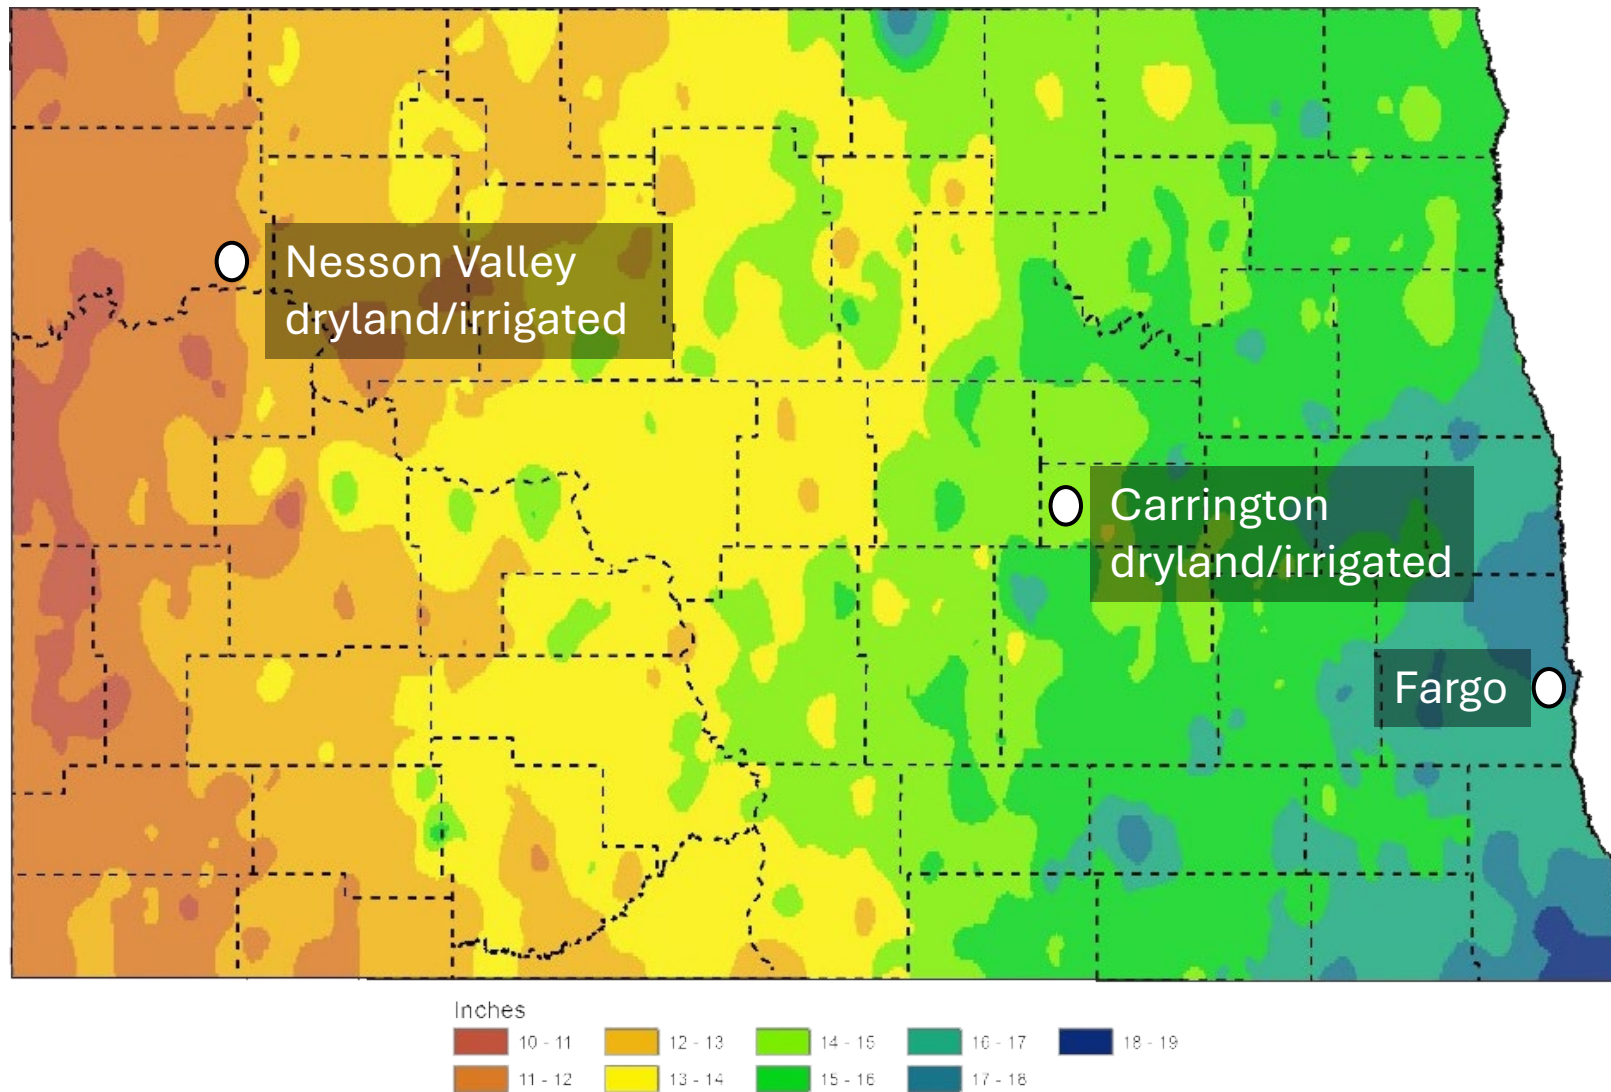 Nesson Valley
dryland/irrigated
Carrington
dryland/irrigated
Fargo
Inches
10 - 11
12 - 13
14 - 15
16 - 17
18 - 19
11 - 12
13 - 14
15 - 16
17 - 18